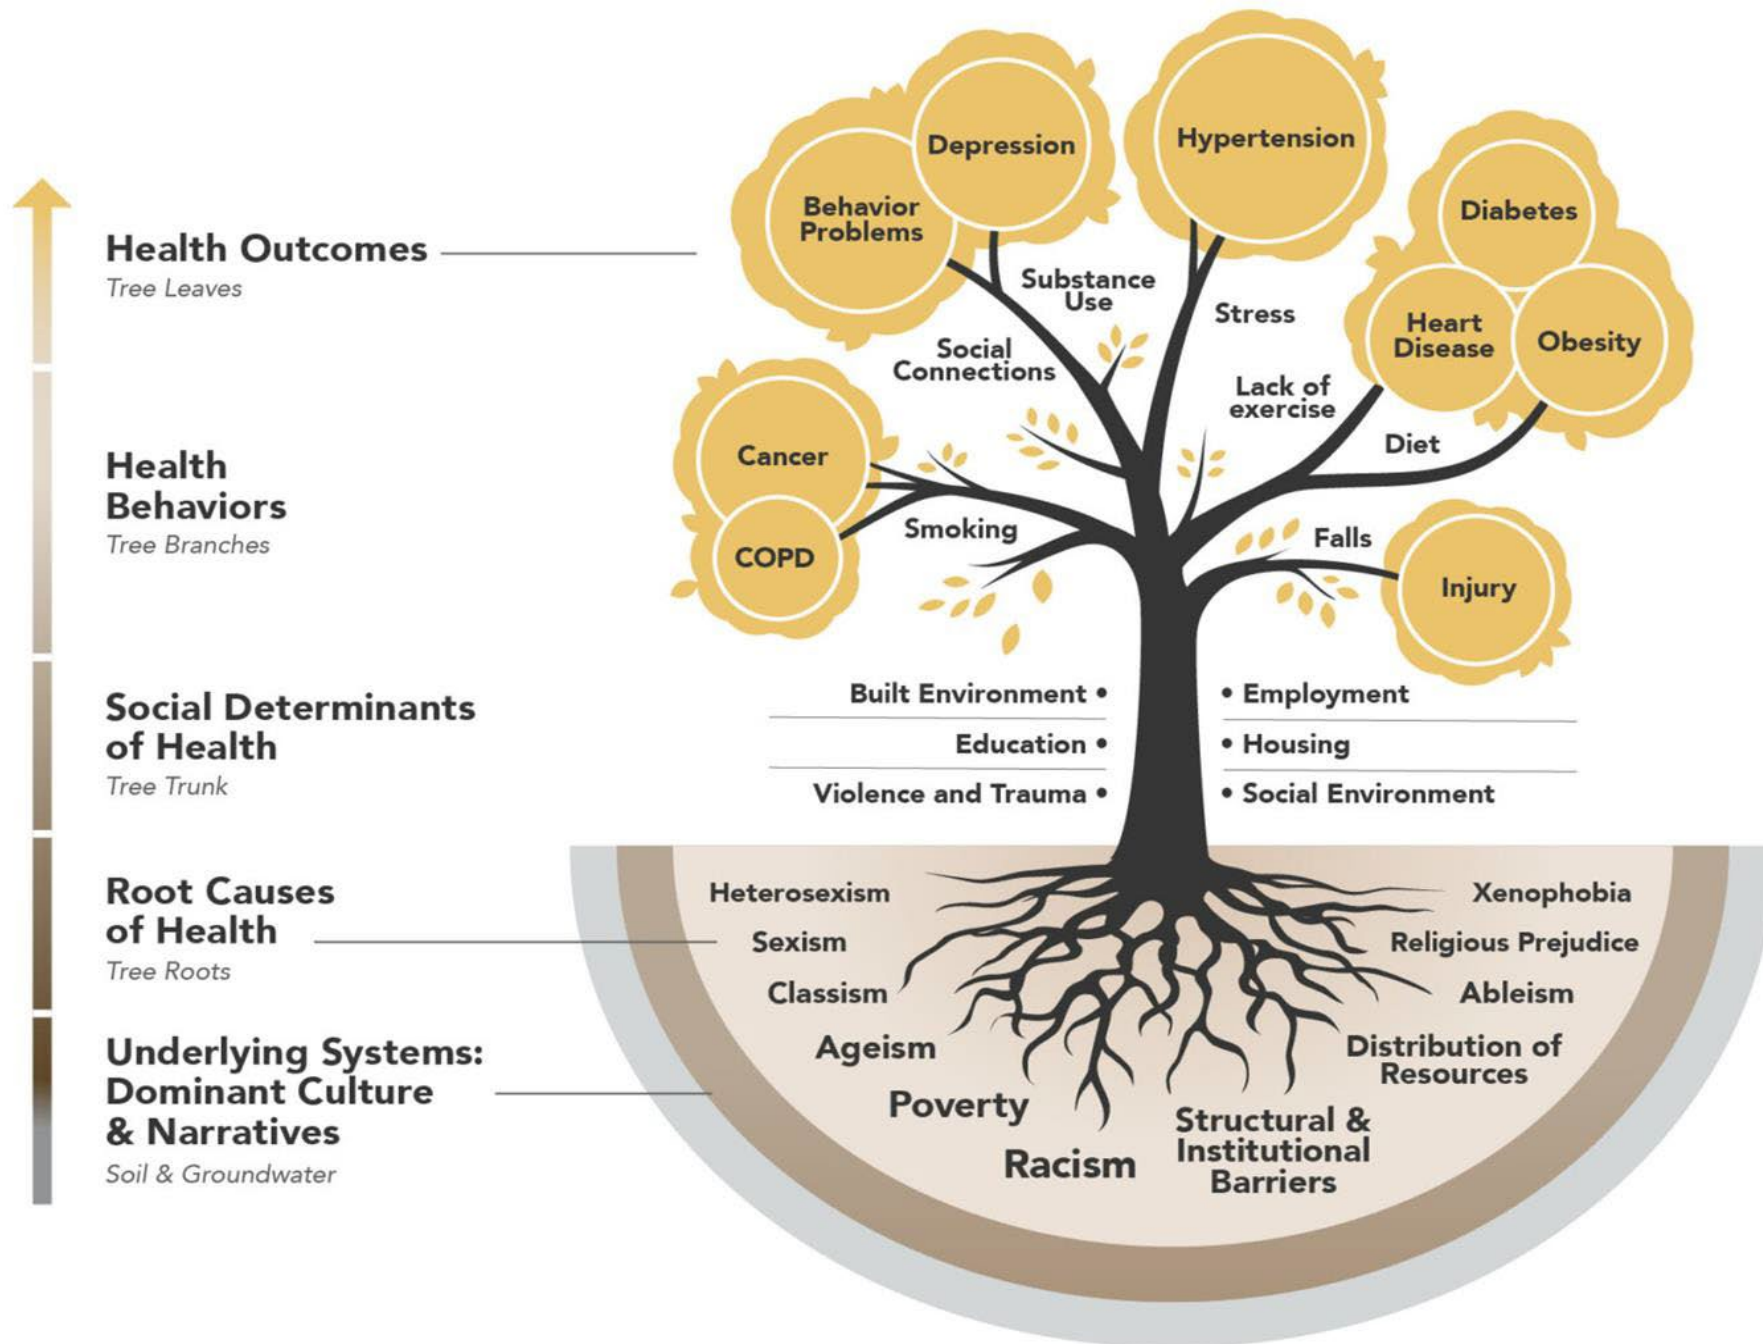 Health Outcomes
Tree Leaves
Health
Behaviors
Tree Branches
Social Determinants
of Health
Tree Trunk
Root Causes
of Health
Tree Roots
Underlying Systems:
Dominant Culture
& Narratives
Soil & Groundwater
Depression
Behavior
Problems
Hypertension
Diabetes
Heart
Disease
Obesity
Substance
Use
Stress
Social
Connections
Lack of
exercise
Diet
Cancer
COPD
Smoking
Falls
Injury
Built Environment •
Education •
Violence and Trauma •
• Employment
• Housing
• Social Environment
Heterosexism
Sexism
Classism
Ageism
Poverty
Racism
Structural &
Institutional
Barriers
Distribution of
Resources
Ableism
Religious Prejudice
Xenophobia